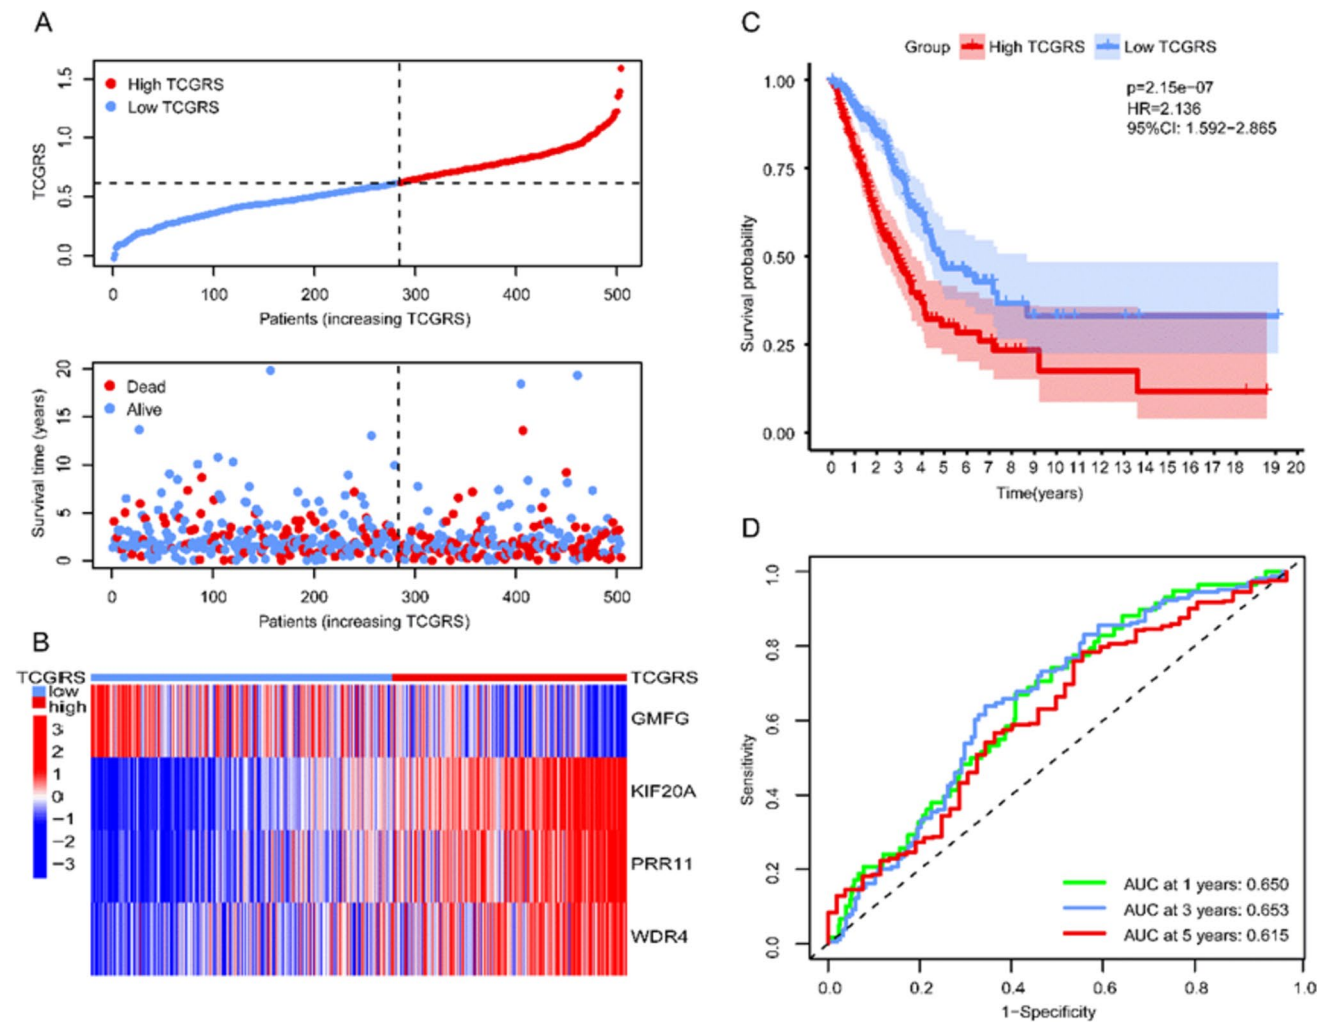 A
High TCGRS
Low TCGRS
TCGRS
0.0 0.5 1.0 1.5
0 100 200 300 400 500
Patients (increasing TCGRS)
Dead
Alive
Survival time (years)
0 5 10 15 20
0 100 200 300 400 500
Patients (increasing TCGRS)
B
TCGIRS
low
high
3
2
1
0
−1
−2
−3
TCGRS
GMFG
KIF20A
PRR11
WDR4
C
Group High TCGRS Low TCGRS
p=2.15e−07
HR=2.136
95%CI: 1.592−2.865
Survival probability
1.00
0.75
0.50
0.25
0.00
0 1 2 3 4 5 6 7 8 9 10 11 12 13 14 15 16 17 18 19 20
Time(years)
D
Sensitivity
0.0 0.2 0.4 0.6 0.8 1.0
AUC at 1 years: 0.650
AUC at 3 years: 0.653
AUC at 5 years: 0.615
0.0 0.2 0.4 0.6 0.8 1.0
1−Specificity